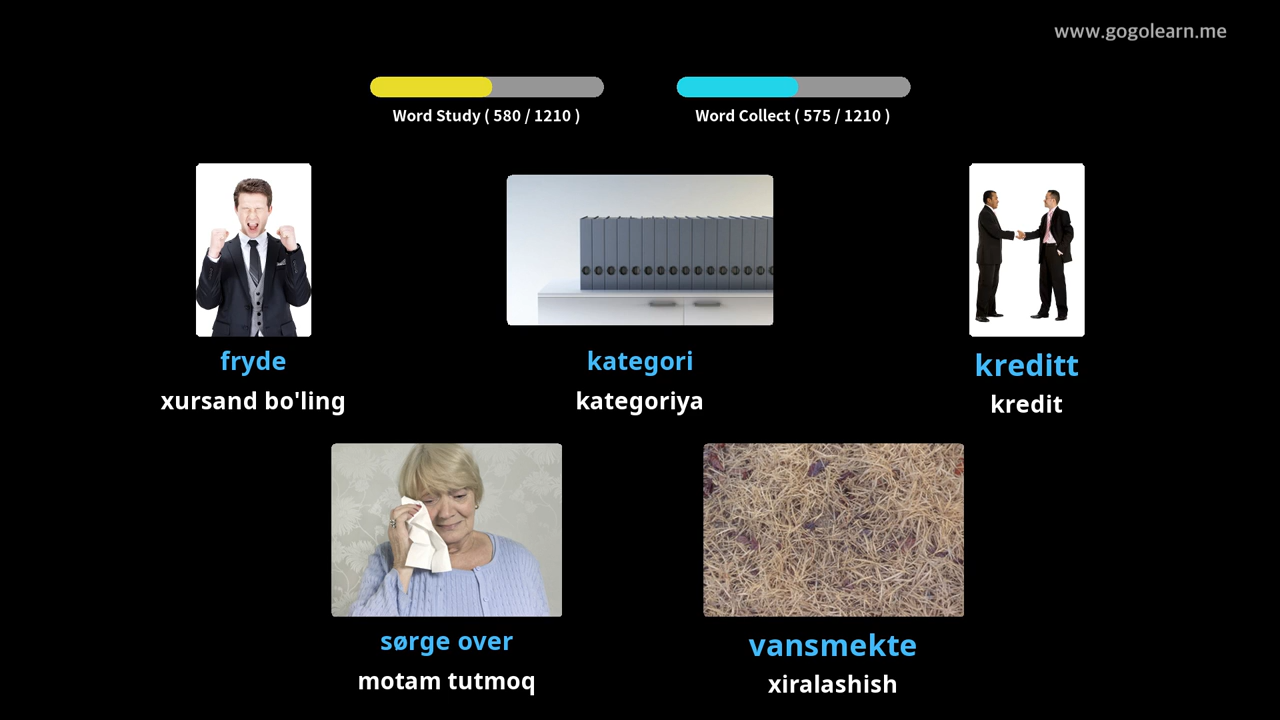 www.gogolearn.me
Word Study ( 580 / 1210 )
Word Collect ( 575 / 1210 )
fryde
xursand bo'ling
kategori
kategoriya
kreditt
kredit
sørge over
motam tutmoq
vansmekte
xiralashish